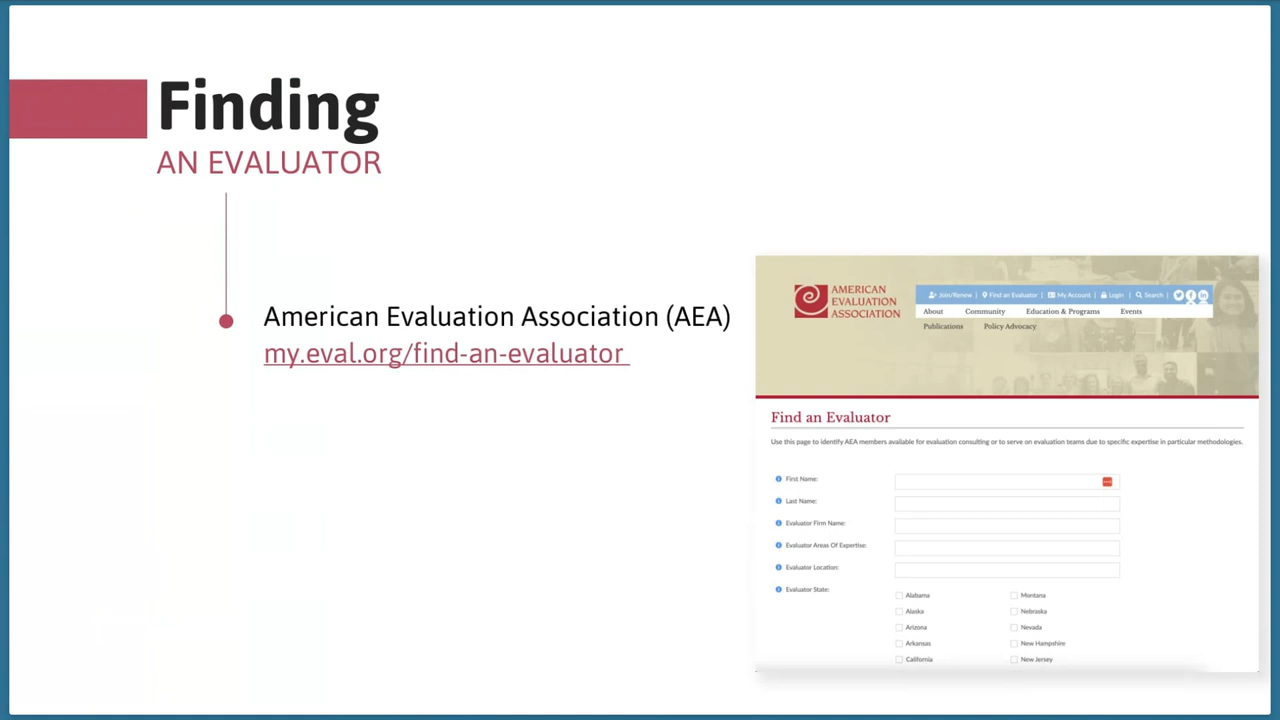 Finding
AN EVALUATOR
American Evaluation Association (AEA)
my.eval.org/find-an-evaluator
AMERICAN
EVALUATION
ASSOCIATION
Join/Renew | Find an Evaluator | My Account | Login | Search |
About Community Education & Programs Events
Publications Policy Advocacy
Find an Evaluator
Use this page to identify AEA members available for evaluation consulting or to serve on evaluation teams due to specific expertise in particular methodologies.
First Name:
Last Name:
Evaluator Firm Name:
Evaluator Areas Of Expertise:
Evaluator Location:
Evaluator State:
Alabama Montana
Alaska Nebraska
Arizona Nevada
Arkansas New Hampshire
California New Jersey